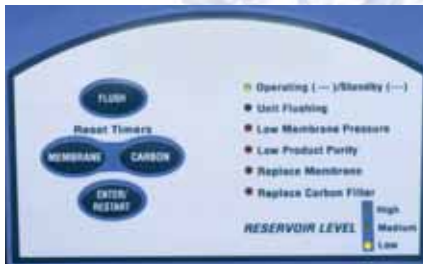 FLUSH
Reset Timers
MEMBRANE CARBON
ENTER/
RESTART
Operating (---)/Standby (---)
Unit Flushing
Low Membrane Pressure
Low Product Purity
Replace Membrane
Replace Carbon Filter
RESERVOIR LEVEL
High
Medium
Low